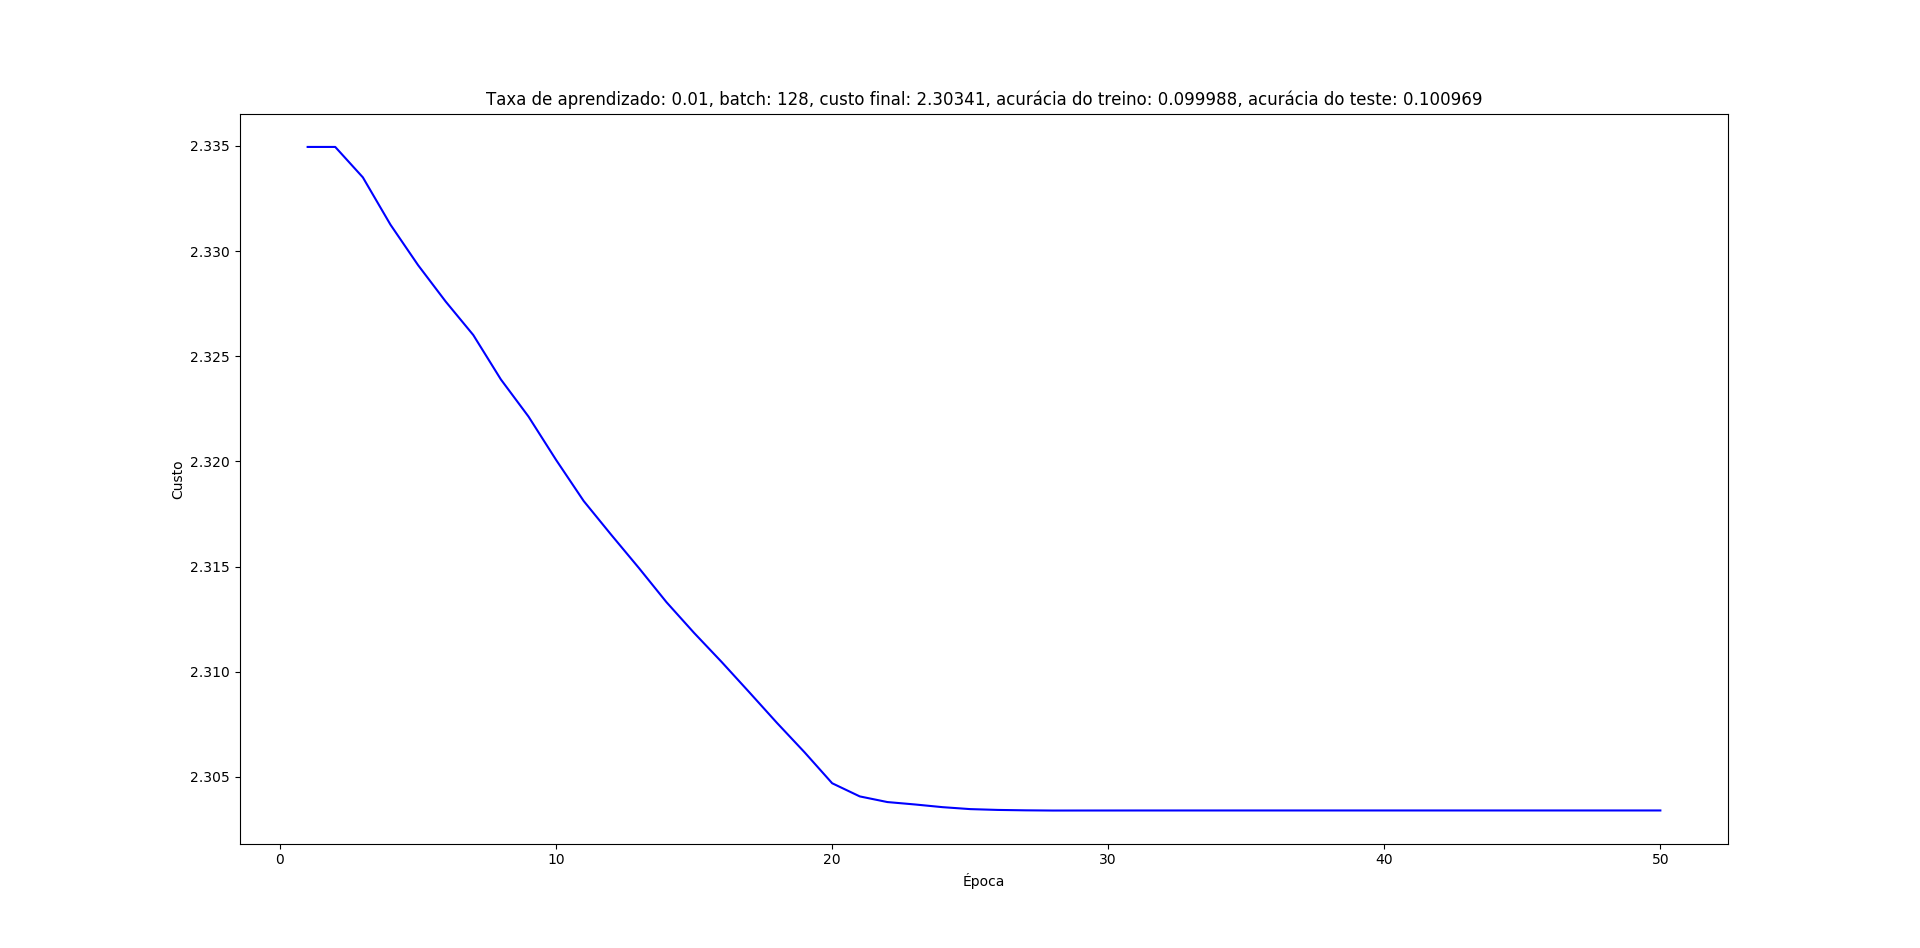 Taxa de aprendizado: 0.01, batch: 128, custo final: 2.30341, acurácia do treino: 0.099988, acurácia do teste: 0.100969
2.335
2.330
2.325
2.320
2.315
2.310
2.305
Custo
0 10 20 30 40 50
Época